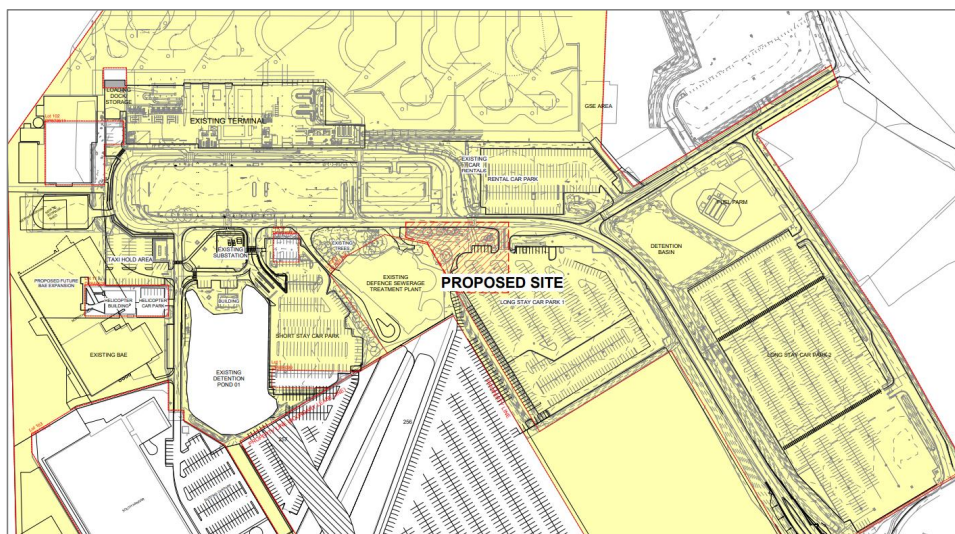 LOADING
DOCK/
STORAGE
EXISTING TERMINAL
GSE AREA
EXISTING
CAR
RENTALS
RENTAL CAR PARK
FUEL FARM
EXISTING
TREES
DETENTION
BASIN
EXISTING
SUBSTATION
TAXI HOLD AREA
EXISTING
DEFENCE SEWERAGE
TREATMENT PLANT
PROPOSED SITE
PROPOSED FUTURE
BAE EXPANSION
HELICOPTER
BUILDING
HELICOPTER
CAR PARK
BUILDING
LONG STAY CAR PARK 1
SHORT STAY CAR PARK
EXISTING BAE
LONG STAY CAR PARK 2
EXISTING
DETENTION
POND 01
256